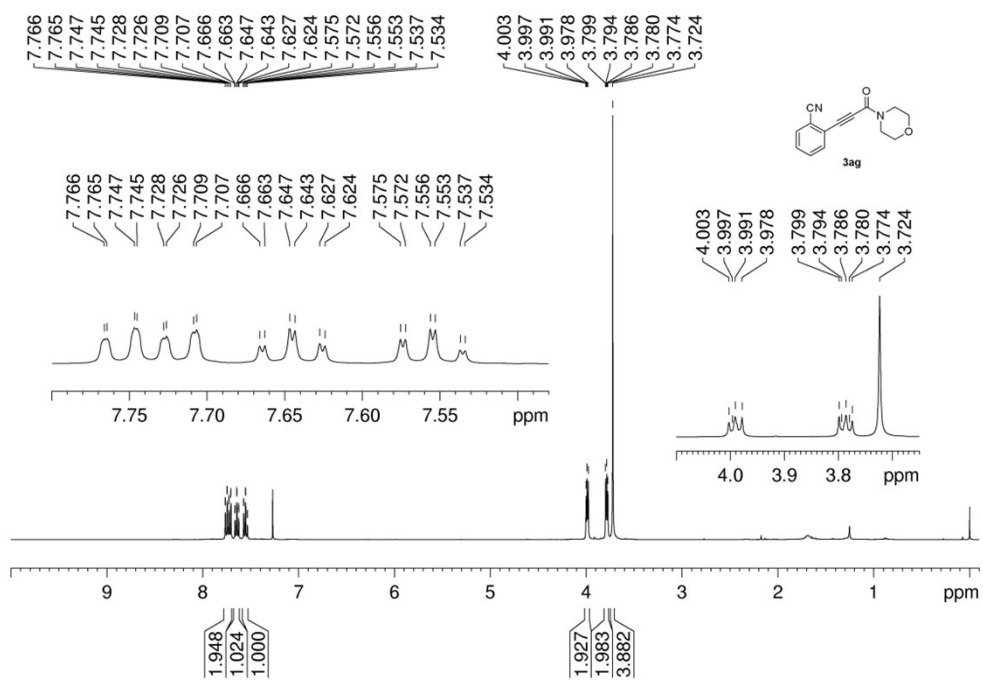 7.766 7.765 7.747 7.745 7.728 7.726 7.709 7.707 7.666 7.663 7.647 7.643 7.627 7.624 7.575 7.572 7.556 7.553 7.537 7.534
4.003 3.997 3.991 3.978 3.799 3.794 3.786 3.780 3.774 3.724
CN
O
N
O
3ag
7.766 7.765 7.747 7.745 7.728 7.726 7.709 7.707 7.666 7.663 7.647 7.643 7.627 7.624 7.575 7.572 7.556 7.553 7.537 7.534
4.003 3.997 3.991 3.978 3.799 3.794 3.786 3.780 3.774 3.724
7.75 7.70 7.65 7.60 7.55 ppm
4.0 3.9 3.8 ppm
9 8 7 6 5 4 3 2 1 ppm
1.948 1.024 1.000 1.927 1.983 3.882